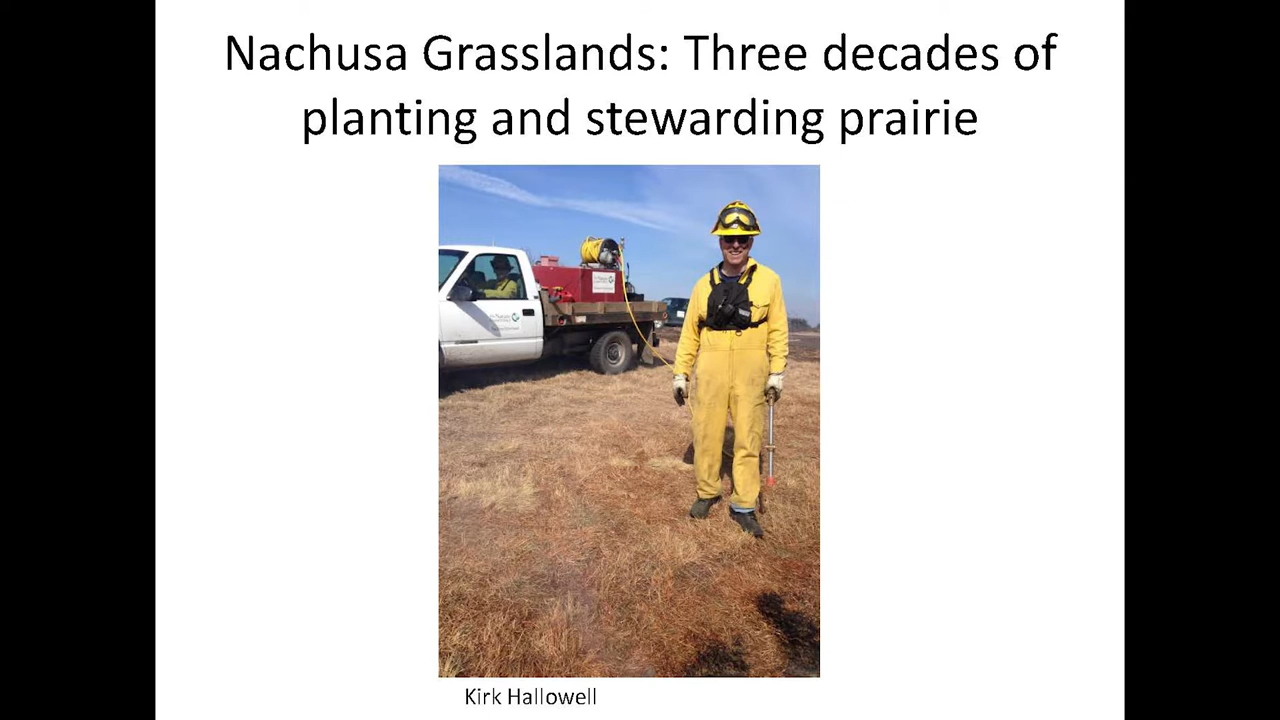 Nachusa Grasslands: Three decades of
planting and stewarding prairie
Kirk Hallowell